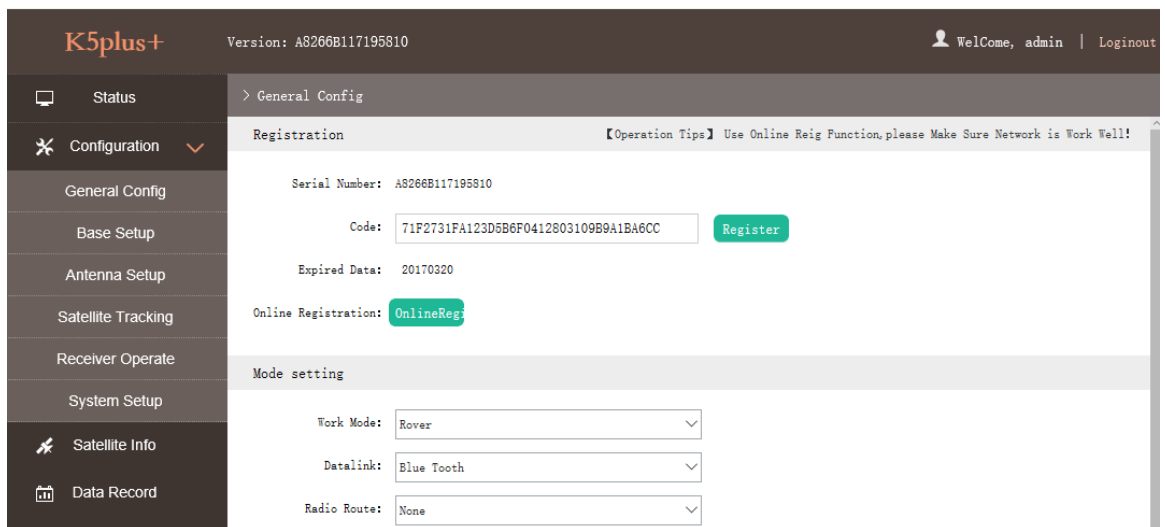 K5plus+
Version: A8266B117195810
WelCome, admin | Loginout
Status
Configuration
General Config
Base Setup
Antenna Setup
Satellite Tracking
Receiver Operate
System Setup
Satellite Info
Data Record
> General Config
Registration 【Operation Tips】 Use Online Reig Function,please Make Sure Network is Work Well!
Serial Number: A8266B117195810
Code: 71F2731FA123D5B6F0412803109B9A1BA6CC Register
Expired Data: 20170320
Online Registration: OnlineRegi
Mode setting
Work Mode: Rover
Datalink: Blue Tooth
Radio Route: None